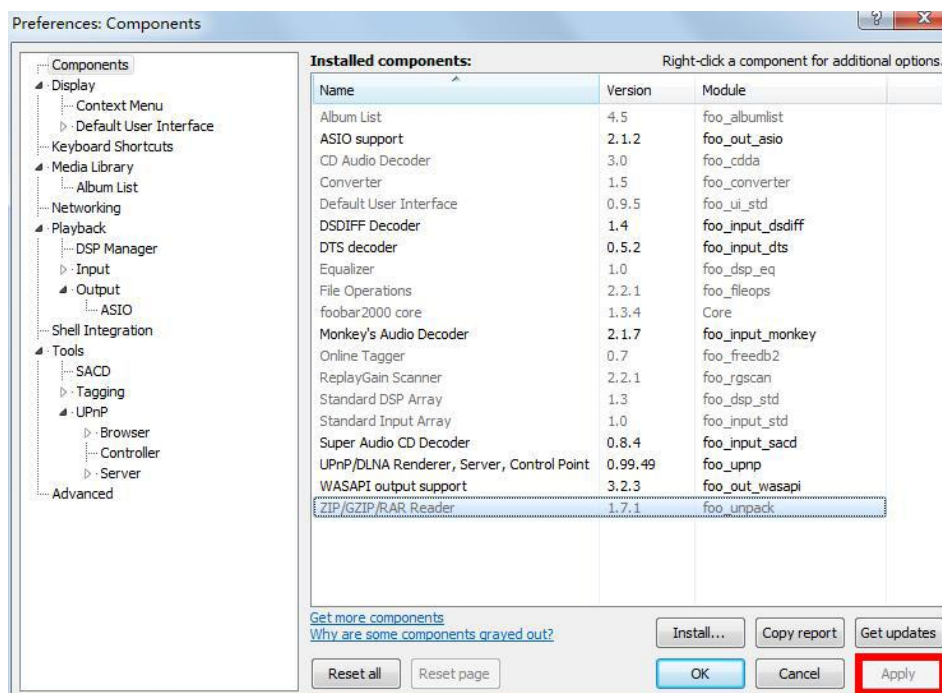 Preferences: Components
Components
Display
Context Menu
Default User Interface
Keyboard Shortcuts
Media Library
Album List
Networking
Playback
DSP Manager
Input
Output
ASIO
Shell Integration
Tools
SACD
Tagging
UPnP
Browser
Controller
Server
Advanced
Installed components: Right-click a component for additional options.
Name Version Module
Album List 4.5 foo_albumlist
ASIO support 2.1.2 foo_out_asio
CD Audio Decoder 3.0 foo_cdda
Converter 1.5 foo_converter
Default User Interface 0.9.5 foo_ui_std
DSDIFF Decoder 1.4 foo_input_dsdiff
DTS decoder 0.5.2 foo_input_dts
Equalizer 1.0 foo_dsp_eq
File Operations 2.2.1 foo_fileops
foobar2000 core 1.3.4 Core
Monkey's Audio Decoder 2.1.7 foo_input_monkey
Online Tagger 0.7 foo_freedb2
ReplayGain Scanner 2.2.1 foo_rgscan
Standard DSP Array 1.3 foo_dsp_std
Standard Input Array 1.0 foo_input_std
Super Audio CD Decoder 0.8.4 foo_input_sacd
UPnP/DLNA Renderer, Server, Control Point 0.99.49 foo_upnp
WASAPI output support 3.2.3 foo_out_wasapi
ZIP/GZIP/RAR Reader 1.7.1 foo_unpack
Get more components
Why are some components grayed out?
Install... Copy report Get updates
Reset all Reset page OK Cancel Apply